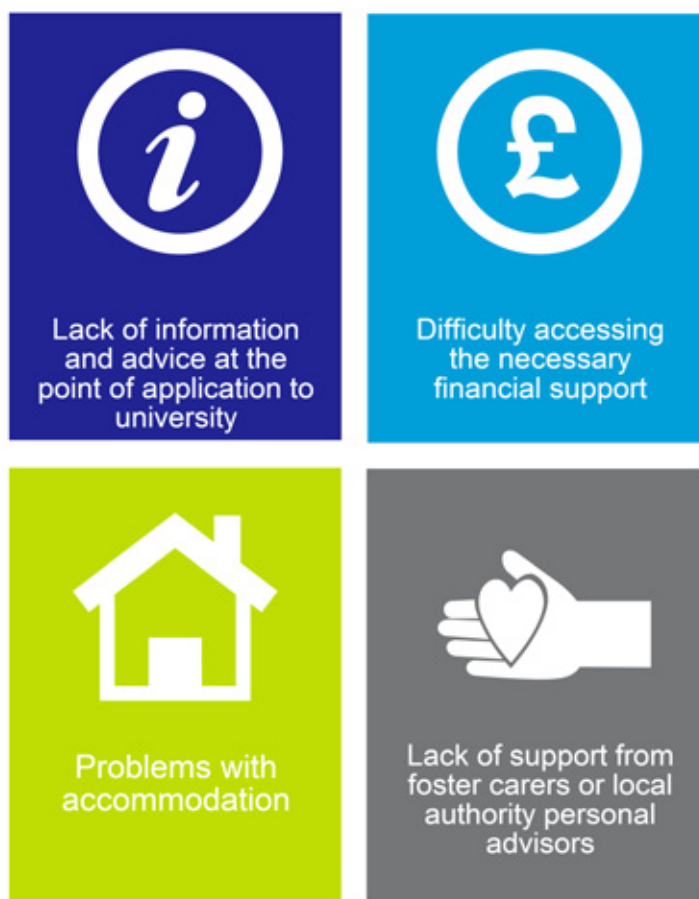 i
£
Lack of information
and advice at the
point of application to
university
Difficulty accessing
the necessary
financial support
Problems with
accommodation
Lack of support from
foster carers or local
authority personal
advisors